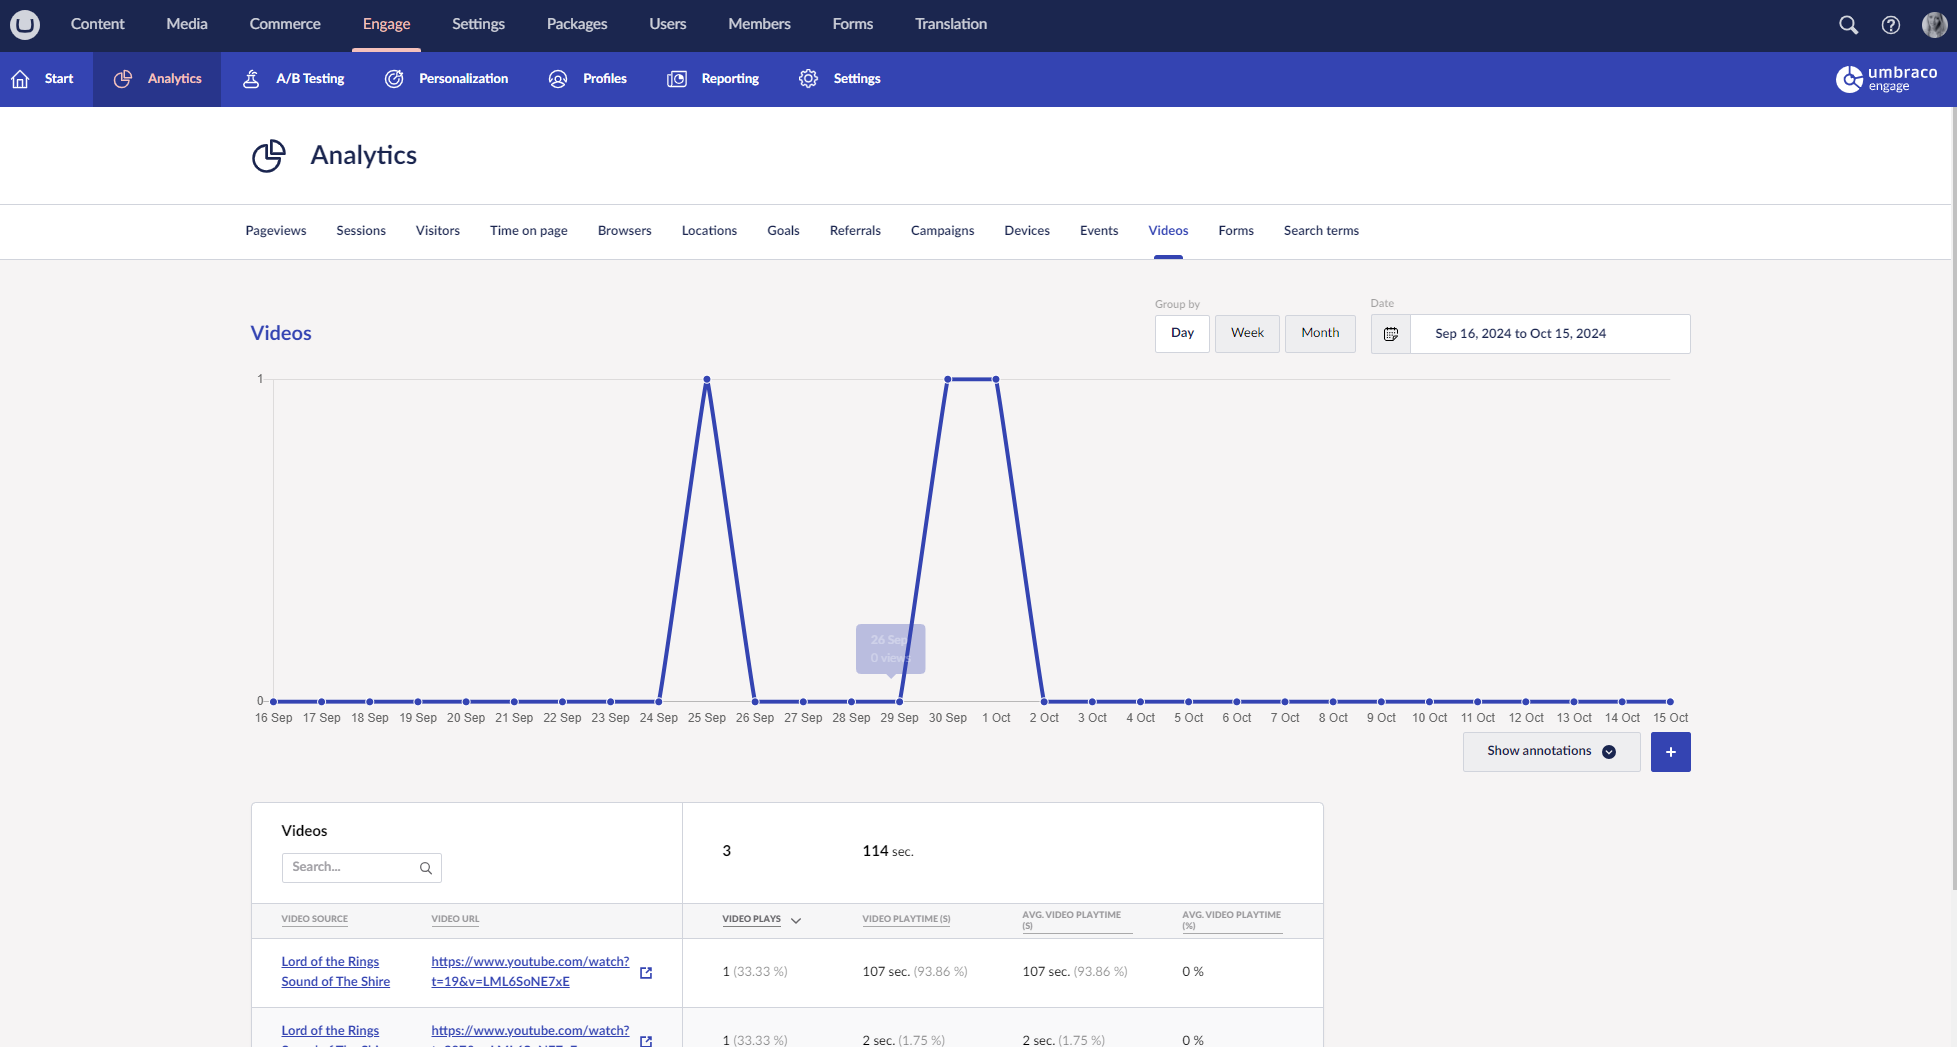 Content Media Commerce Engage Settings Packages Users Members Forms Translation
Start Analytics A/B Testing Personalization Profiles Reporting Settings
umbraco
engage
Analytics
Pageviews Sessions Visitors Time on page Browsers Locations Goals Referrals Campaigns Devices Events Videos Forms Search terms
Group by
Date
Videos
Day Week Month
Sep 16, 2024 to Oct 15, 2024
1
26 Sep
0 views
0
16 Sep 17 Sep 18 Sep 19 Sep 20 Sep 21 Sep 22 Sep 23 Sep 24 Sep 25 Sep 26 Sep 27 Sep 28 Sep 29 Sep 30 Sep 1 Oct 2 Oct 3 Oct 4 Oct 5 Oct 6 Oct 7 Oct 8 Oct 9 Oct 10 Oct 11 Oct 12 Oct 13 Oct 14 Oct 15 Oct
Show annotations +
Videos
Search...
3 114 sec.
VIDEO SOURCE VIDEO URL VIDEO PLAYS VIDEO PLAYTIME (S) AVG. VIDEO PLAYTIME (S) AVG. VIDEO PLAYTIME (%)
Lord of the Rings
Sound of The Shire
https://www.youtube.com/watch?
t=19&v=LML6SoNE7xE
1 (33.33 %) 107 sec. (93.86 %) 107 sec. (93.86 %) 0 %
Lord of the Rings
https://www.youtube.com/watch?
1 (33.33 %) 2 sec. (1.75 %) 2 sec. (1.75 %) 0 %